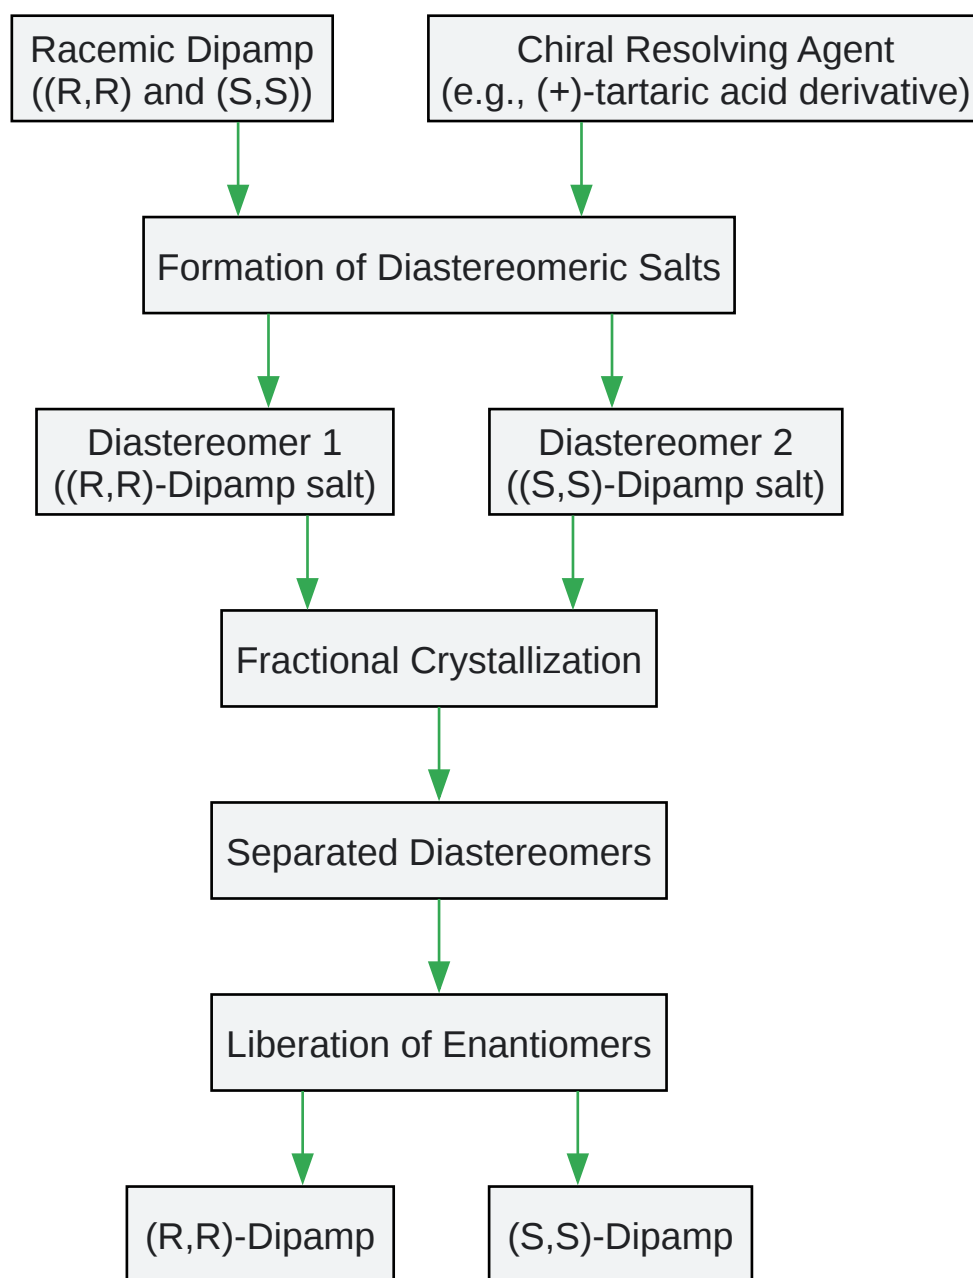 Racemic Dipamp
((R,R) and (S,S))
Chiral Resolving Agent
(e.g., (+)-tartaric acid derivative)
Formation of Diastereomeric Salts
Diastereomer 1
((R,R)-Dipamp salt)
Diastereomer 2
((S,S)-Dipamp salt)
Fractional Crystallization
Separated Diastereomers
Liberation of Enantiomers
(R,R)-Dipamp
(S,S)-Dipamp